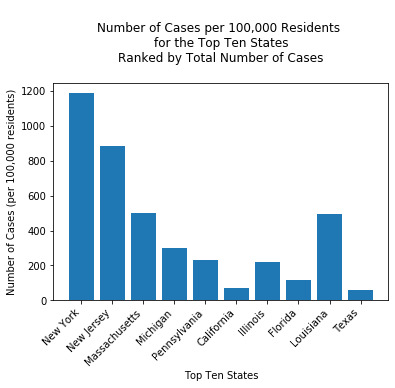 Number of Cases per 100,000 Residents
for the Top Ten States
Ranked by Total Number of Cases
1200
1000
800
600
400
200
0
Number of Cases (per 100,000 residents)
New York
New Jersey
Massachusetts
Michigan
Pennsylvania
California
Illinois
Florida
Louisiana
Texas
Top Ten States